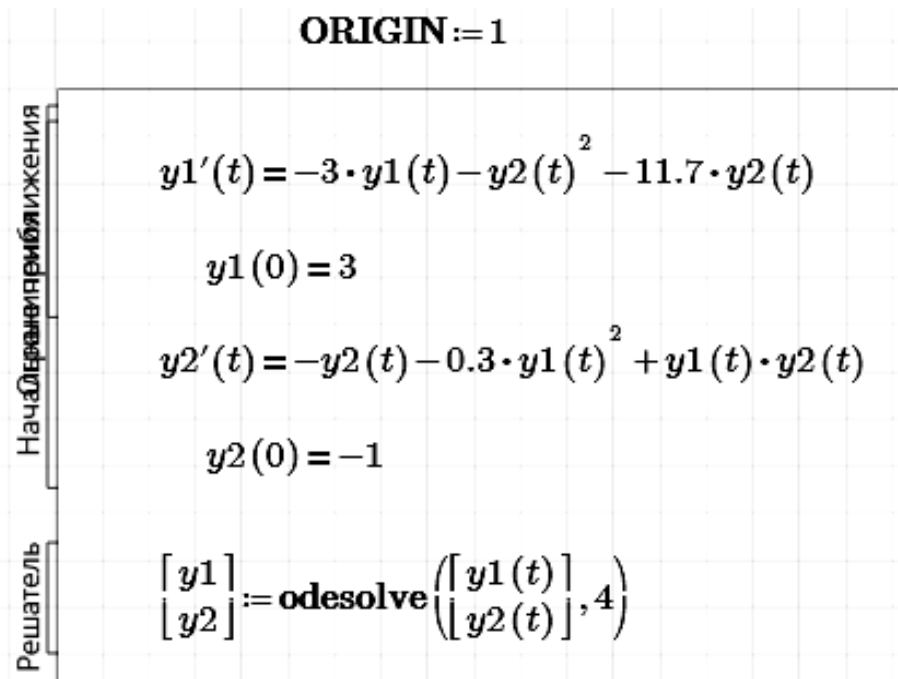 ORIGIN:=1
y1′(t)=−3⋅y1(t)−y2(t)²−11.7⋅y2(t)
y1(0)=3
y2′(t)=−y2(t)−0.3⋅y1(t)²+y1(t)⋅y2(t)
y2(0)=−1
Решатель
[y1]:=odesolve([y1(t)],4)
[y2] [y2(t)]